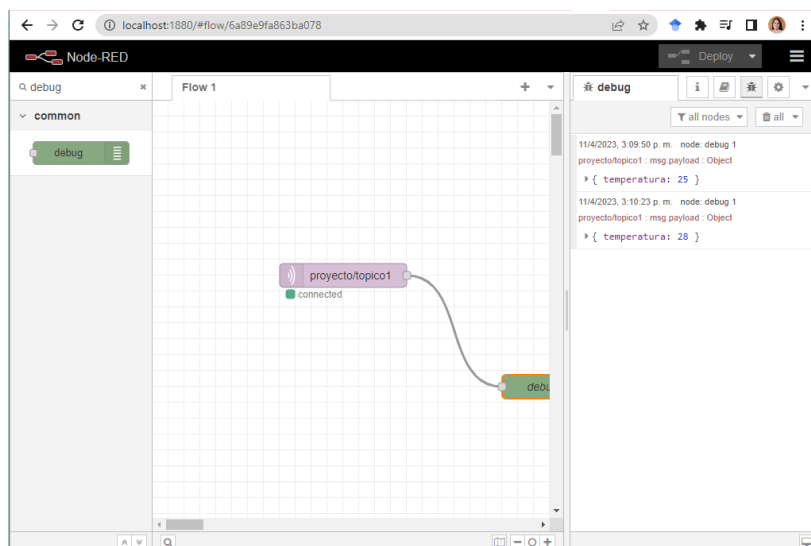 localhost:1880/#flow/6a89e9fa863ba078
Node-RED
Deploy
debug
Flow 1
debug
i
common
all nodes
all
debug
11/4/2023, 3:09:50 p. m. node: debug 1
proyecto/topico1 : msg.payload : Object
{ temperatura: 25 }
11/4/2023, 3:10:23 p. m. node: debug 1
proyecto/topico1 : msg.payload : Object
{ temperatura: 28 }
proyecto/topico1
connected
debu